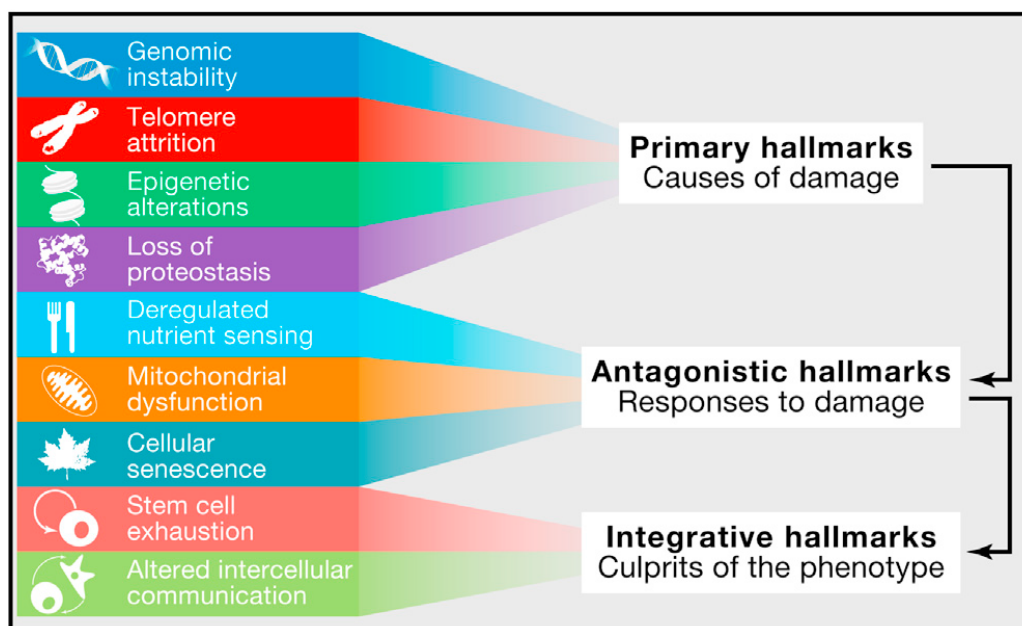 Genomic
instability
Telomere
attrition
Epigenetic
alterations
Loss of
proteostasis
Deregulated
nutrient sensing
Mitochondrial
dysfunction
Cellular
senescence
Stem cell
exhaustion
Altered intercellular
communication
Primary hallmarks
Causes of damage
Antagonistic hallmarks
Responses to damage
Integrative hallmarks
Culprits of the phenotype